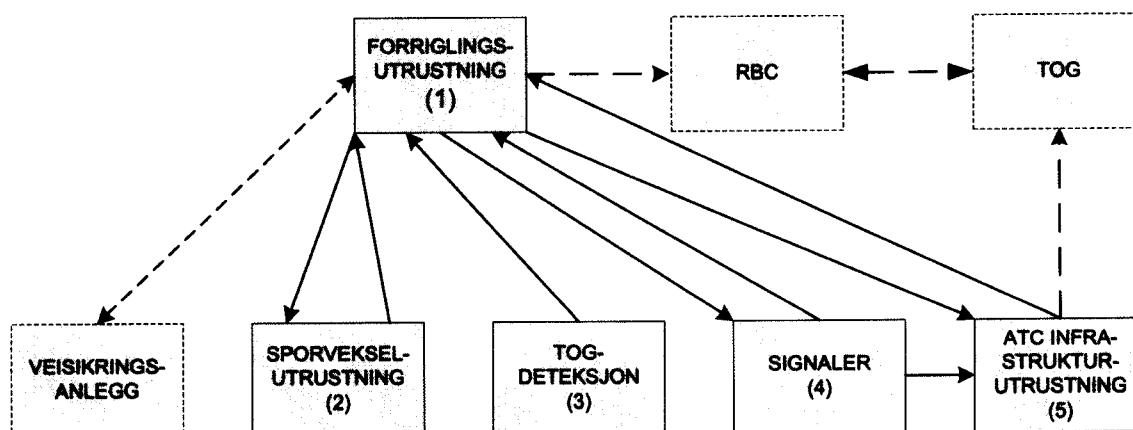 FORRIGLINGS-
UTRUSTNING
(1)
RBC
TOG
VEISIKRINGS-
ANLEGG
SPORVEKSEL-
UTRUSTNING
(2)
TOG-
DETEKSJON
(3)
SIGNALER
(4)
ATC INFRA-
STRUKTUR-
UTRUSTNING
(5)